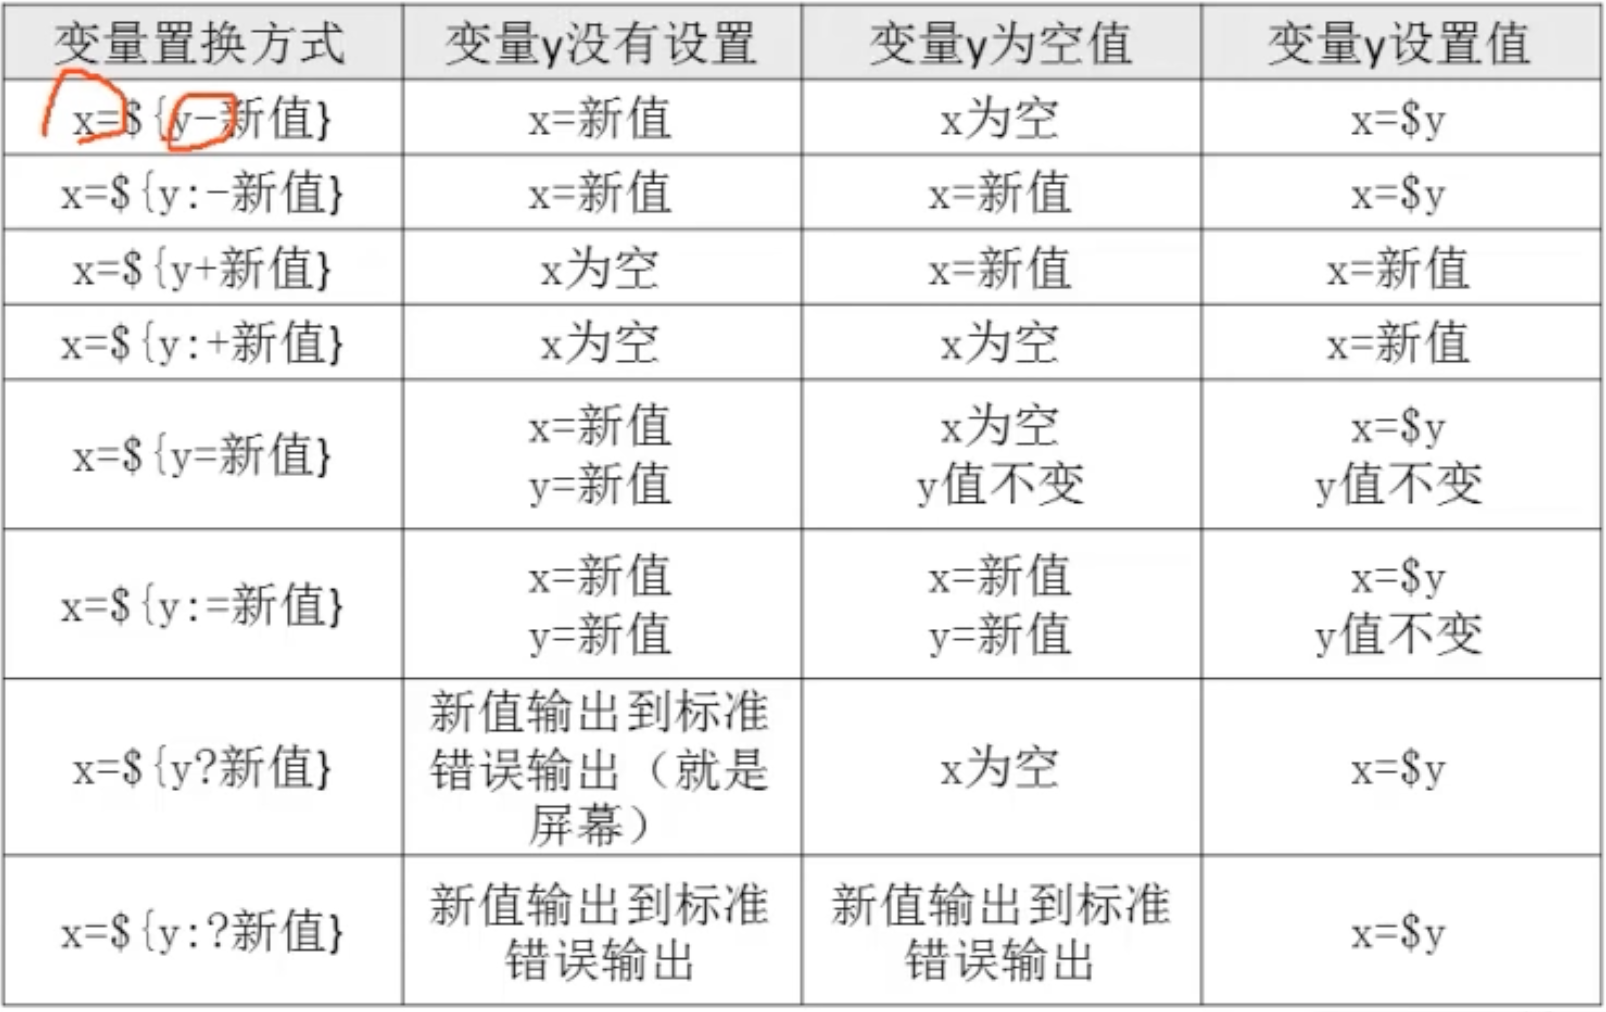 变量置换方式 变量y没有设置 变量y为空值 变量y设置值
x=${y-新值} x=新值 x为空 x=$y
x=${y:-新值} x=新值 x=新值 x=$y
x=${y+新值} x为空 x=新值 x=新值
x=${y:+新值} x为空 x为空 x=新值
x=${y=新值}
x=新值
y=新值
x为空
y值不变
x=$y
y值不变
x=${y:=新值}
x=新值
y=新值
x=新值
y=新值
x=$y
y值不变
x=${y?新值}
新值输出到标准
错误输出（就是
屏幕）
x为空
x=$y
x=${y:?新值}
新值输出到标准
错误输出
新值输出到标准
错误输出
x=$y